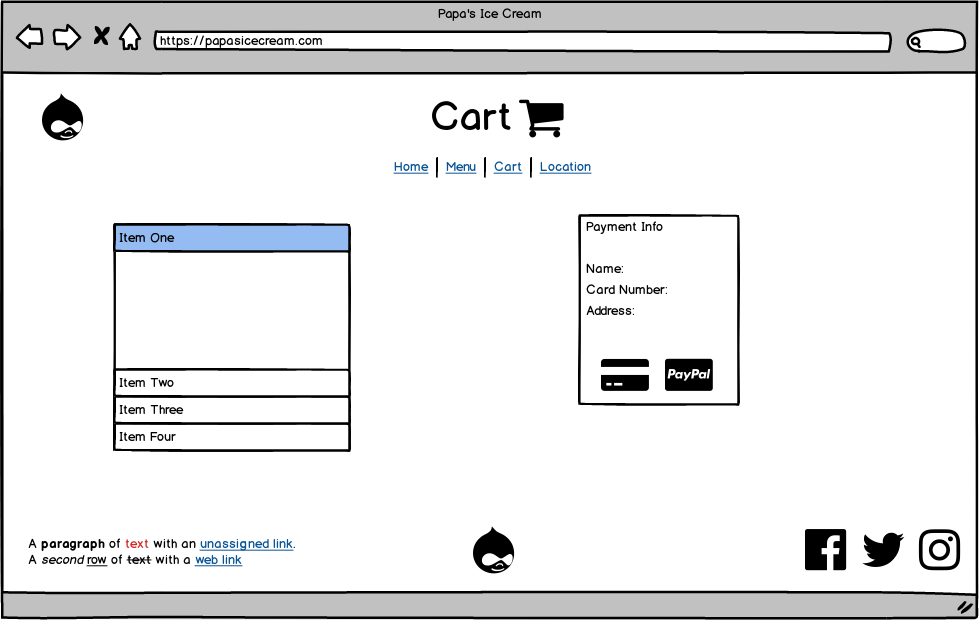 Papa's Ice Cream
https://papasicecream.com
Cart
Home | Menu | Cart | Location
Item One
Item Two
Item Three
Item Four
Payment Info
Name:
Card Number:
Address:
PayPal
A paragraph of text with an unassigned link.
A second row of text with a web link